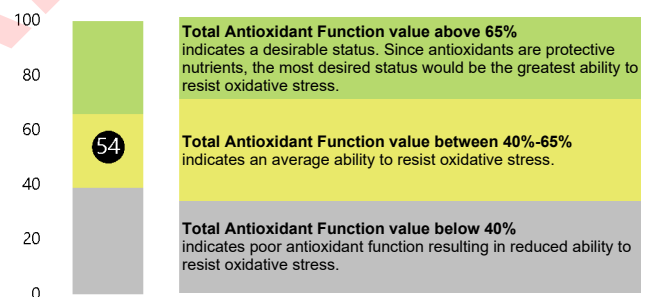 100
80
60
40
20
0
54
Total Antioxidant Function value above 65%
indicates a desirable status. Since antioxidants are protective
nutrients, the most desired status would be the greatest ability to
resist oxidative stress.
Total Antioxidant Function value between 40%-65%
indicates an average ability to resist oxidative stress.
Total Antioxidant Function value below 40%
indicates poor antioxidant function resulting in reduced ability to
resist oxidative stress.